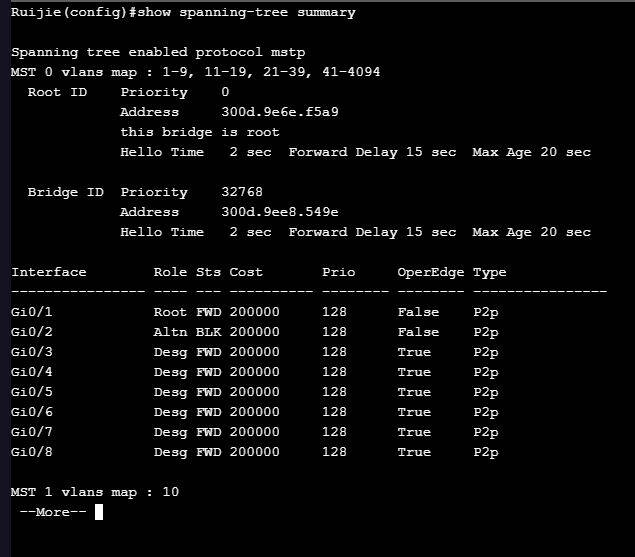 Ruijie(config)#show spanning-tree summary

Spanning tree enabled protocol mstp
MST 0 vlans map : 1-9, 11-19, 21-39, 41-4094
  Root ID    Priority    0
             Address     300d.9e6e.f5a9
             this bridge is root
             Hello Time   2 sec  Forward Delay 15 sec  Max Age 20 sec

  Bridge ID  Priority    32768
             Address     300d.9ee8.549e
             Hello Time   2 sec  Forward Delay 15 sec  Max Age 20 sec

Interface        Role Sts Cost       Prio     OperEdge Type
---------------- ---- --- ---------- -------- -------- ----------------
Gi0/1            Root FWD 200000     128      False    P2p
Gi0/2            Altn BLK 200000     128      False    P2p
Gi0/3            Desg FWD 200000     128      True     P2p
Gi0/4            Desg FWD 200000     128      True     P2p
Gi0/5            Desg FWD 200000     128      True     P2p
Gi0/6            Desg FWD 200000     128      True     P2p
Gi0/7            Desg FWD 200000     128      True     P2p
Gi0/8            Desg FWD 200000     128      True     P2p

MST 1 vlans map : 10
 --More--